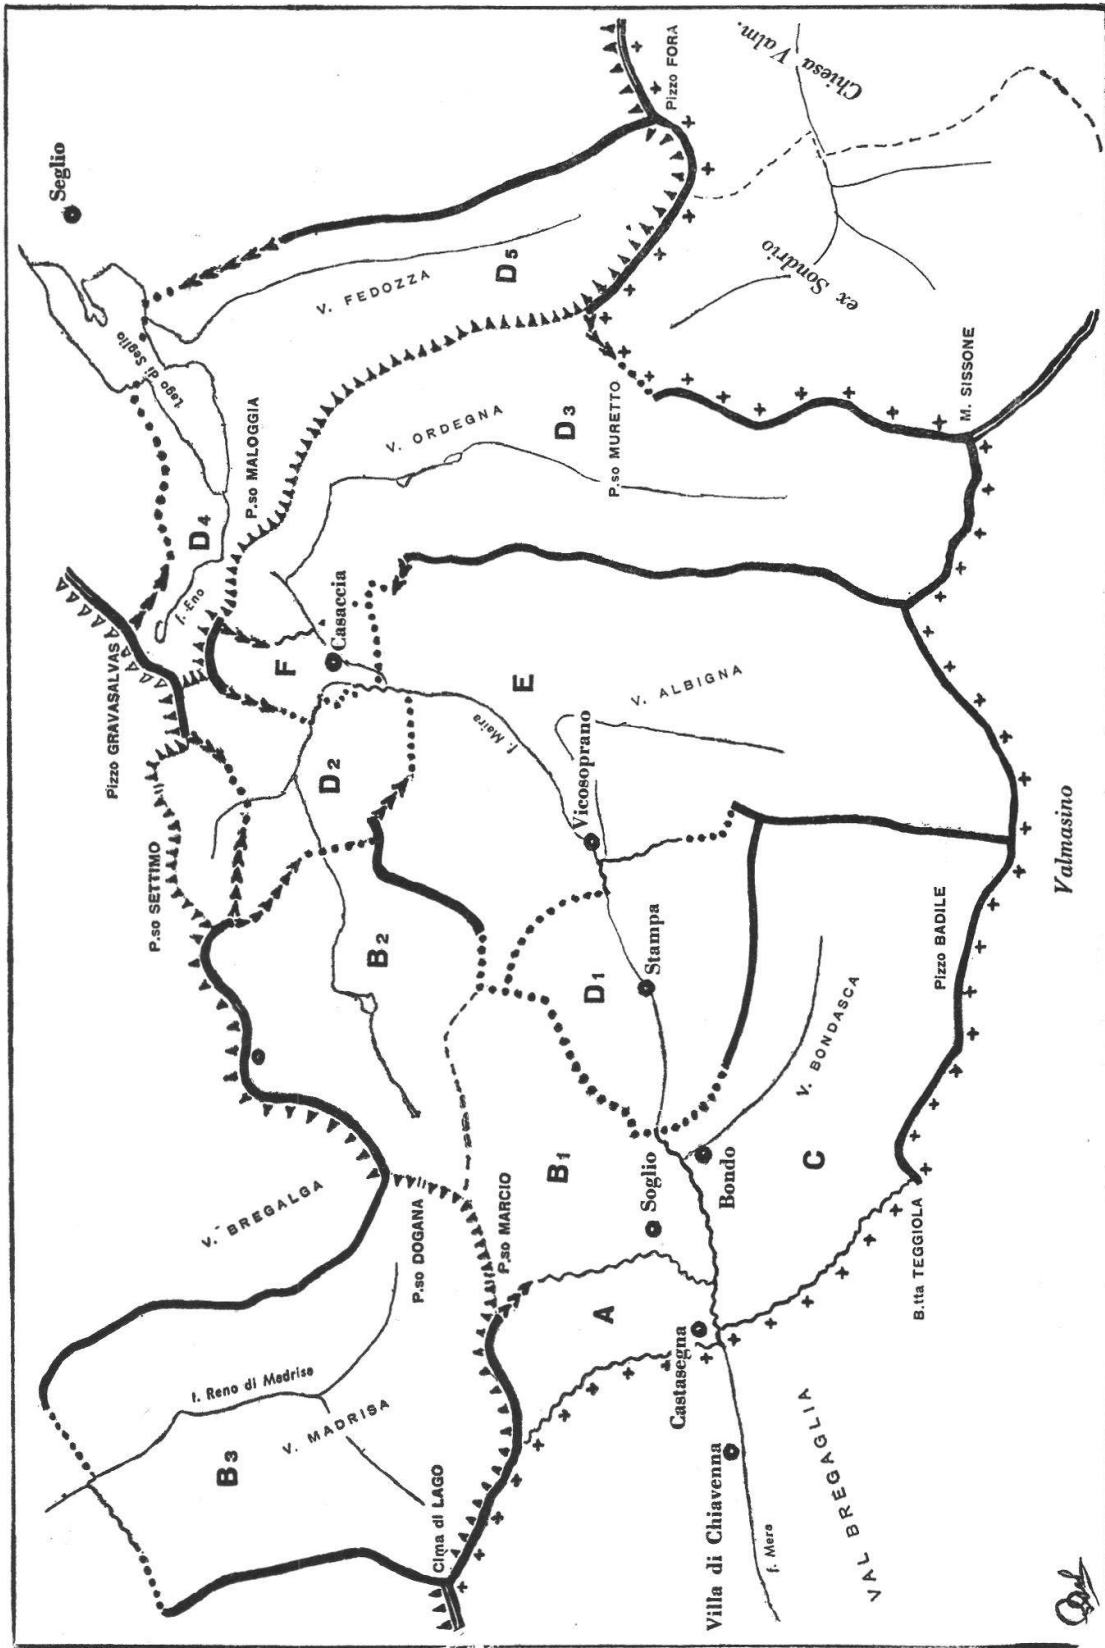 Seglio
Chiesa Valm.
Pizzo FORA
Lago di Seglio
V. FEDOZZA
D5
ex Sondrio
P.so MALOGGIA
V. ORDEGNA
D3
P.so MURETTO
M. SISSONE
D4
f. Eno
Pizzo GRAVASALVAS
F
Casaccia
E
V. ALBIGNA
f. Maira
Vicosoprano
D2
P.so SETTIMO
B2
D1
Stampa
Pizzo BADILE
Valmasino
V. BONDASCA
C
Bondo
B1
Soglio
V. BREGALGA
P.so DOGANA
P.so MARCIO
B.tta TEGGIOLA
A
Castasegna
f. Reno di Madrisa
V. MADRISA
B3
Cima di LAGO
Villa di Chiavenna
f. Mera
VAL BREGAGLIA